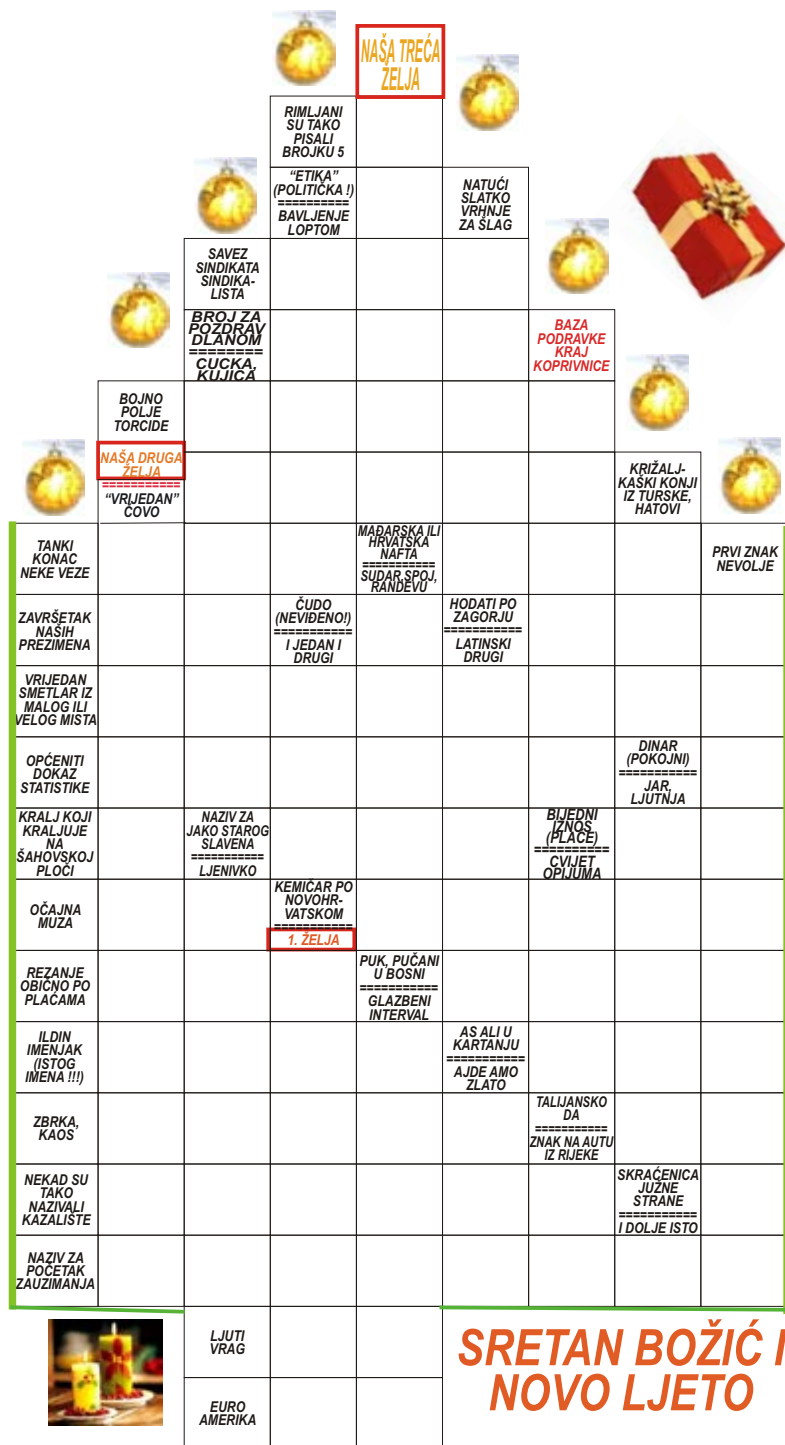 NAŠA TREĆA
ŽELJA
RIMLJANI
SU TAKO
PISALI
BROJKU 5
“ETIKA”
(POLITIČKA !)
==========
BAVLJENJE
LOPTOM
NATUĆI
SLATKO
VRHNJE
ZA ŠLAG
SAVEZ
SINDIKATA
SINDIKA-
LISTA
BROJ ZA
POZDRAV
DLANOM
========
CUCKA,
KUJICA
BAZA
PODRAVKE
KRAJ
KOPRIVNICE
BOJNO
POLJE
TORCIDE
NAŠA DRUGA
ŽELJA
===========
“VRIJEDAN”
ČOVO
KRIŽALJ-
KAŠKI KONJI
IZ TURSKE,
HATOVI
TANKI
KONAC
NEKE VEZE
MAĐARSKA ILI
HRVATSKA
NAFTA
===========
SUDAR,SPOJ,
RANDEVU
PRVI ZNAK
NEVOLJE
ZAVRŠETAK
NAŠIH
PREZIMENA
ČUDO
(NEVIĐENO!)
===========
I JEDAN I
DRUGI
HODATI PO
ZAGORJU
===========
LATINSKI
DRUGI
VRIJEDAN
SMETLAR IZ
MALOG ILI
VELOG MISTA
OPĆENITI
DOKAZ
STATISTIKE
DINAR
(POKOJNI)
===========
JAR,
LJUTNJA
KRALJ KOJI
KRALJUJE
NA
ŠAHOVSKOJ
PLOČI
NAZIV ZA
JAKO STAROG
SLAVENA
===========
LJENIVKO
BIJEDNI
IZNOS
(PLAĆE)
==========
CVIJET
OPIJUMA
OČAJNA
MUZA
KEMIČAR PO
NOVOHR-
VATSKOM
===========
1. ŽELJA
REZANJE
OBIČNO PO
PLAĆAMA
PUK, PUČANI
U BOSNI
===========
GLAZBENI
INTERVAL
ILDIN
IMENJAK
(ISTOG
IMENA !!!)
AS ALI U
KARTANJU
===========
AJDE AMO
ZLATO
ZBRKA,
KAOS
TALIJANSKO
DA
===========
ZNAK NA AUTU
IZ RIJEKE
NEKAD SU
TAKO
NAZIVALI
KAZALIŠTE
SKRAĆENICA
JUŽNE
STRANE
===========
I DOLJE ISTO
NAZIV ZA
POČETAK
ZAUZIMANJA
LJUTI
VRAG
EURO
AMERIKA
SRETAN BOŽIĆ I
NOVO LJETO